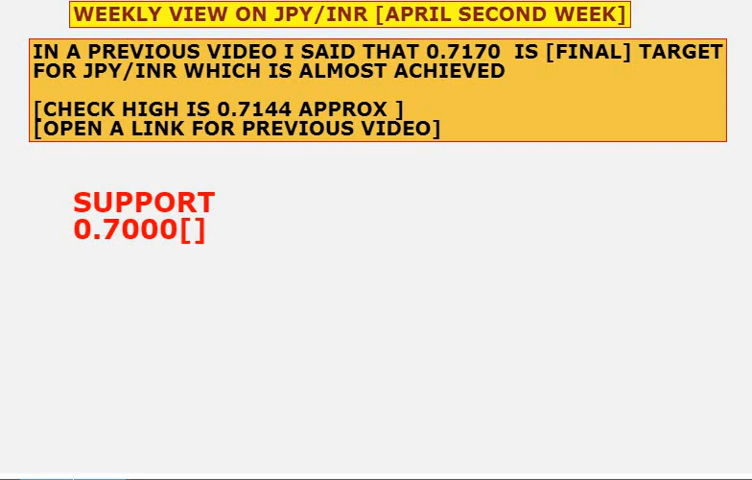 WEEKLY VIEW ON JPY/INR [APRIL SECOND WEEK]
IN A PREVIOUS VIDEO I SAID THAT 0.7170 IS [FINAL] TARGET
FOR JPY/INR WHICH IS ALMOST ACHIEVED
[CHECK HIGH IS 0.7144 APPROX ]
[OPEN A LINK FOR PREVIOUS VIDEO]
SUPPORT
0.7000[]